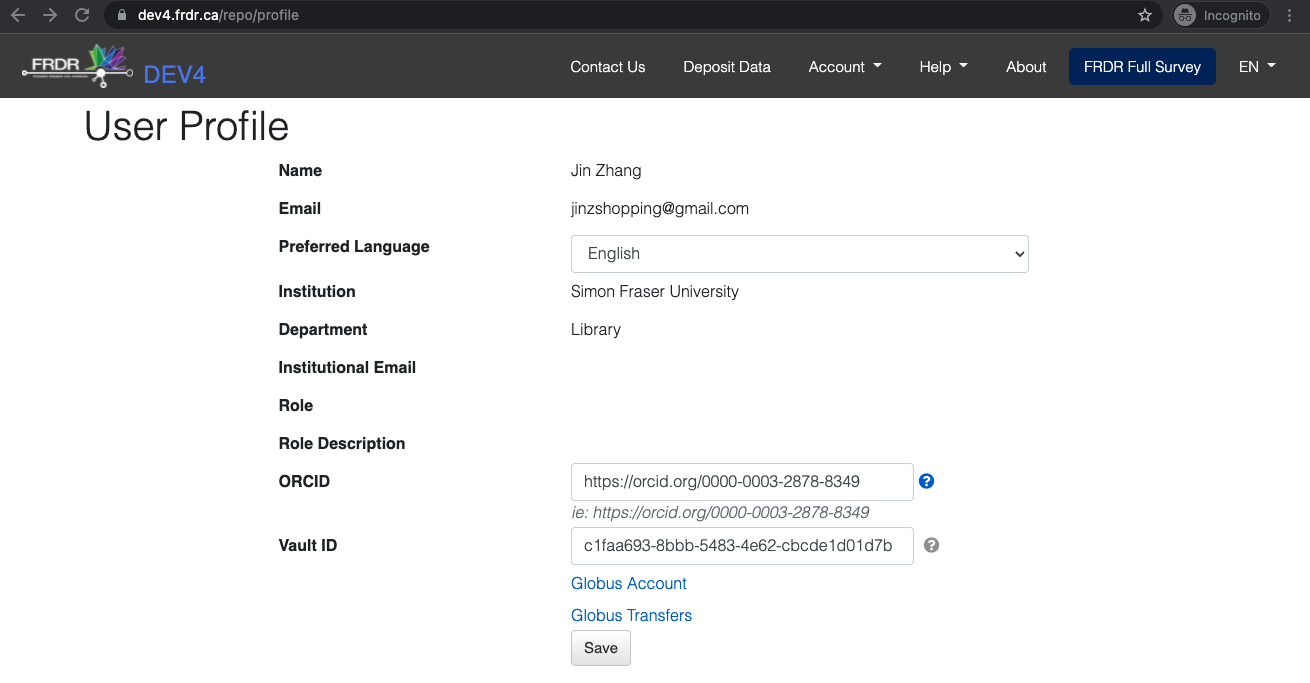 dev4.frdr.ca/repo/profile
Incognito
FRDR DEV4 Contact Us Deposit Data Account Help About FRDR Full Survey EN
User Profile
Name Jin Zhang
Email jinzshopping@gmail.com
Preferred Language English
Institution Simon Fraser University
Department Library
Institutional Email
Role
Role Description
ORCID https://orcid.org/0000-0003-2878-8349 ?
ie: https://orcid.org/0000-0003-2878-8349
Vault ID c1faa693-8bbb-5483-4e62-cbcde1d01d7b ?
Globus Account
Globus Transfers
Save